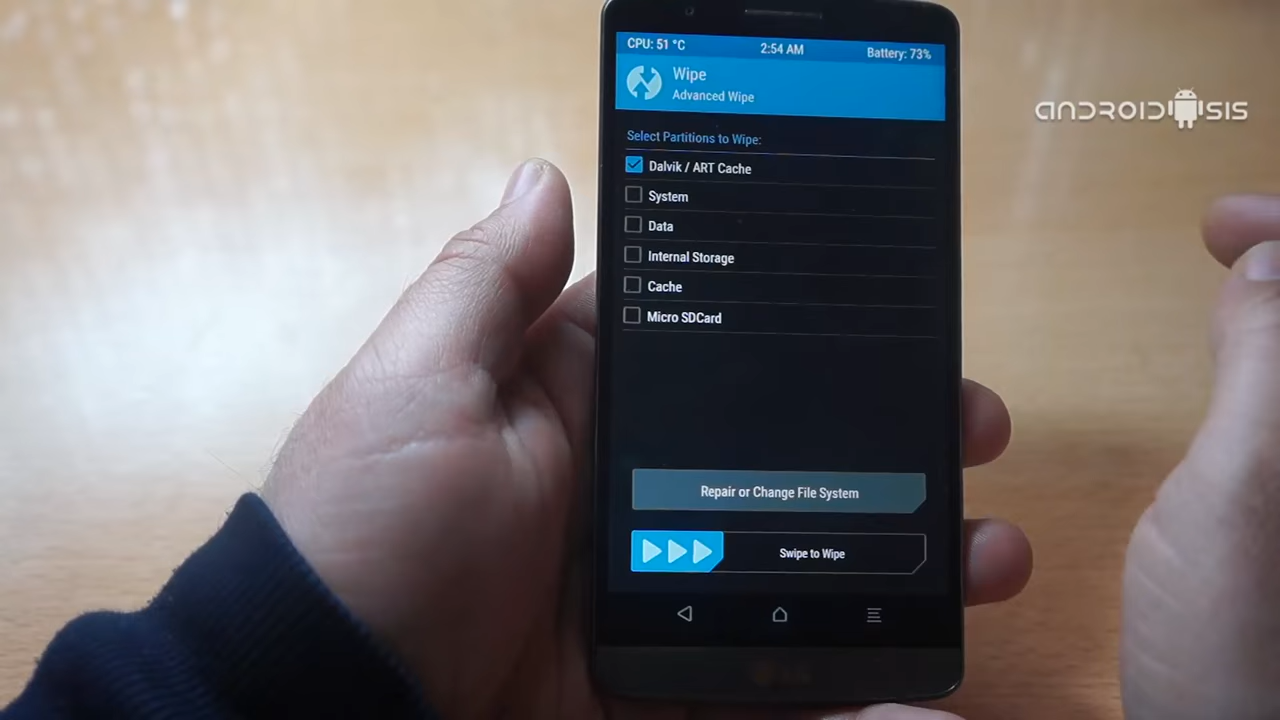 CPU: 51 °C 2:54 AM Battery: 73%
Wipe
Advanced Wipe
ANDROIDSIS
Select Partitions to Wipe:
Dalvik / ART Cache
System
Data
Internal Storage
Cache
Micro SDCard
Repair or Change File System
Swipe to Wipe